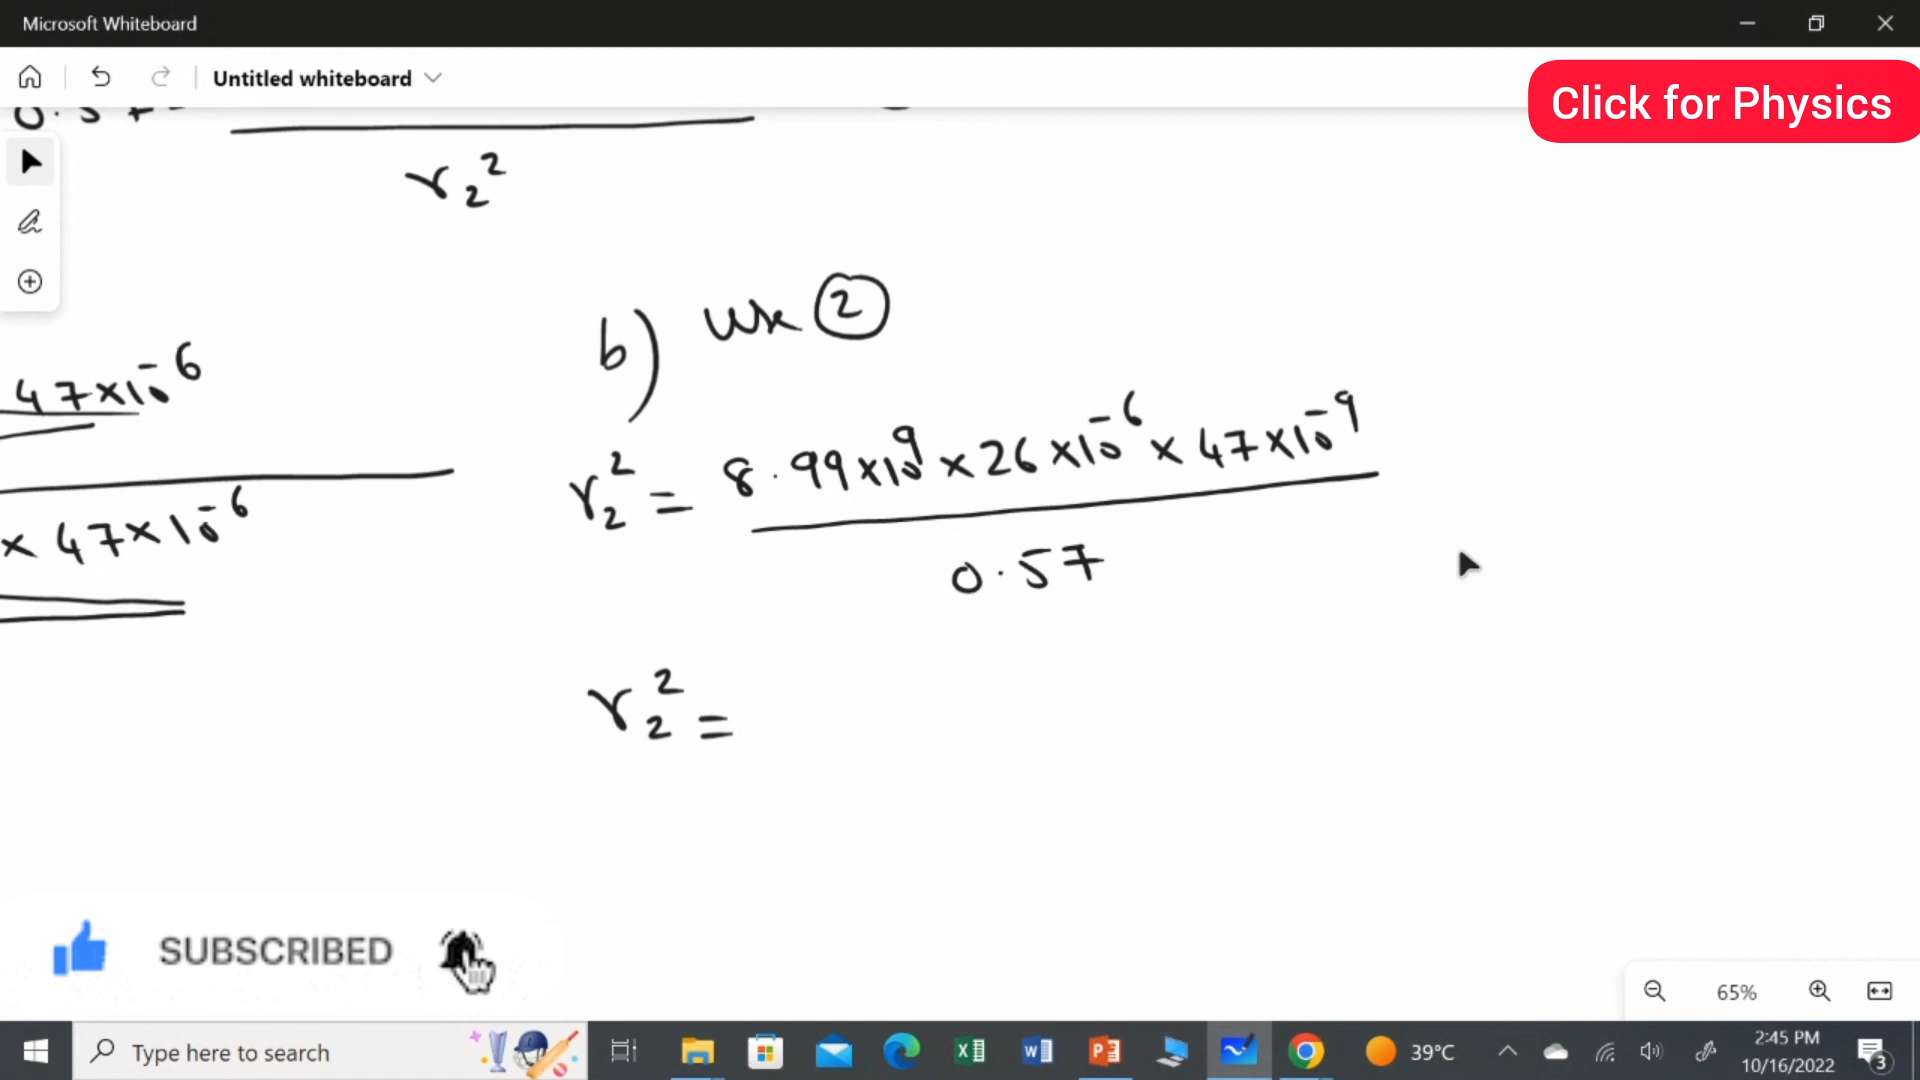 Microsoft Whiteboard
Untitled whiteboard
Click for Physics
r₂²
b) use ②
47×10⁻⁶
r₂² = 8.99×10⁹ × 26×10⁻⁶ × 47×10⁻⁹
× 47×10⁻⁶
0.57
r₂² =
SUBSCRIBED
65%
Type here to search
39°C
2:45 PM
10/16/2022
3